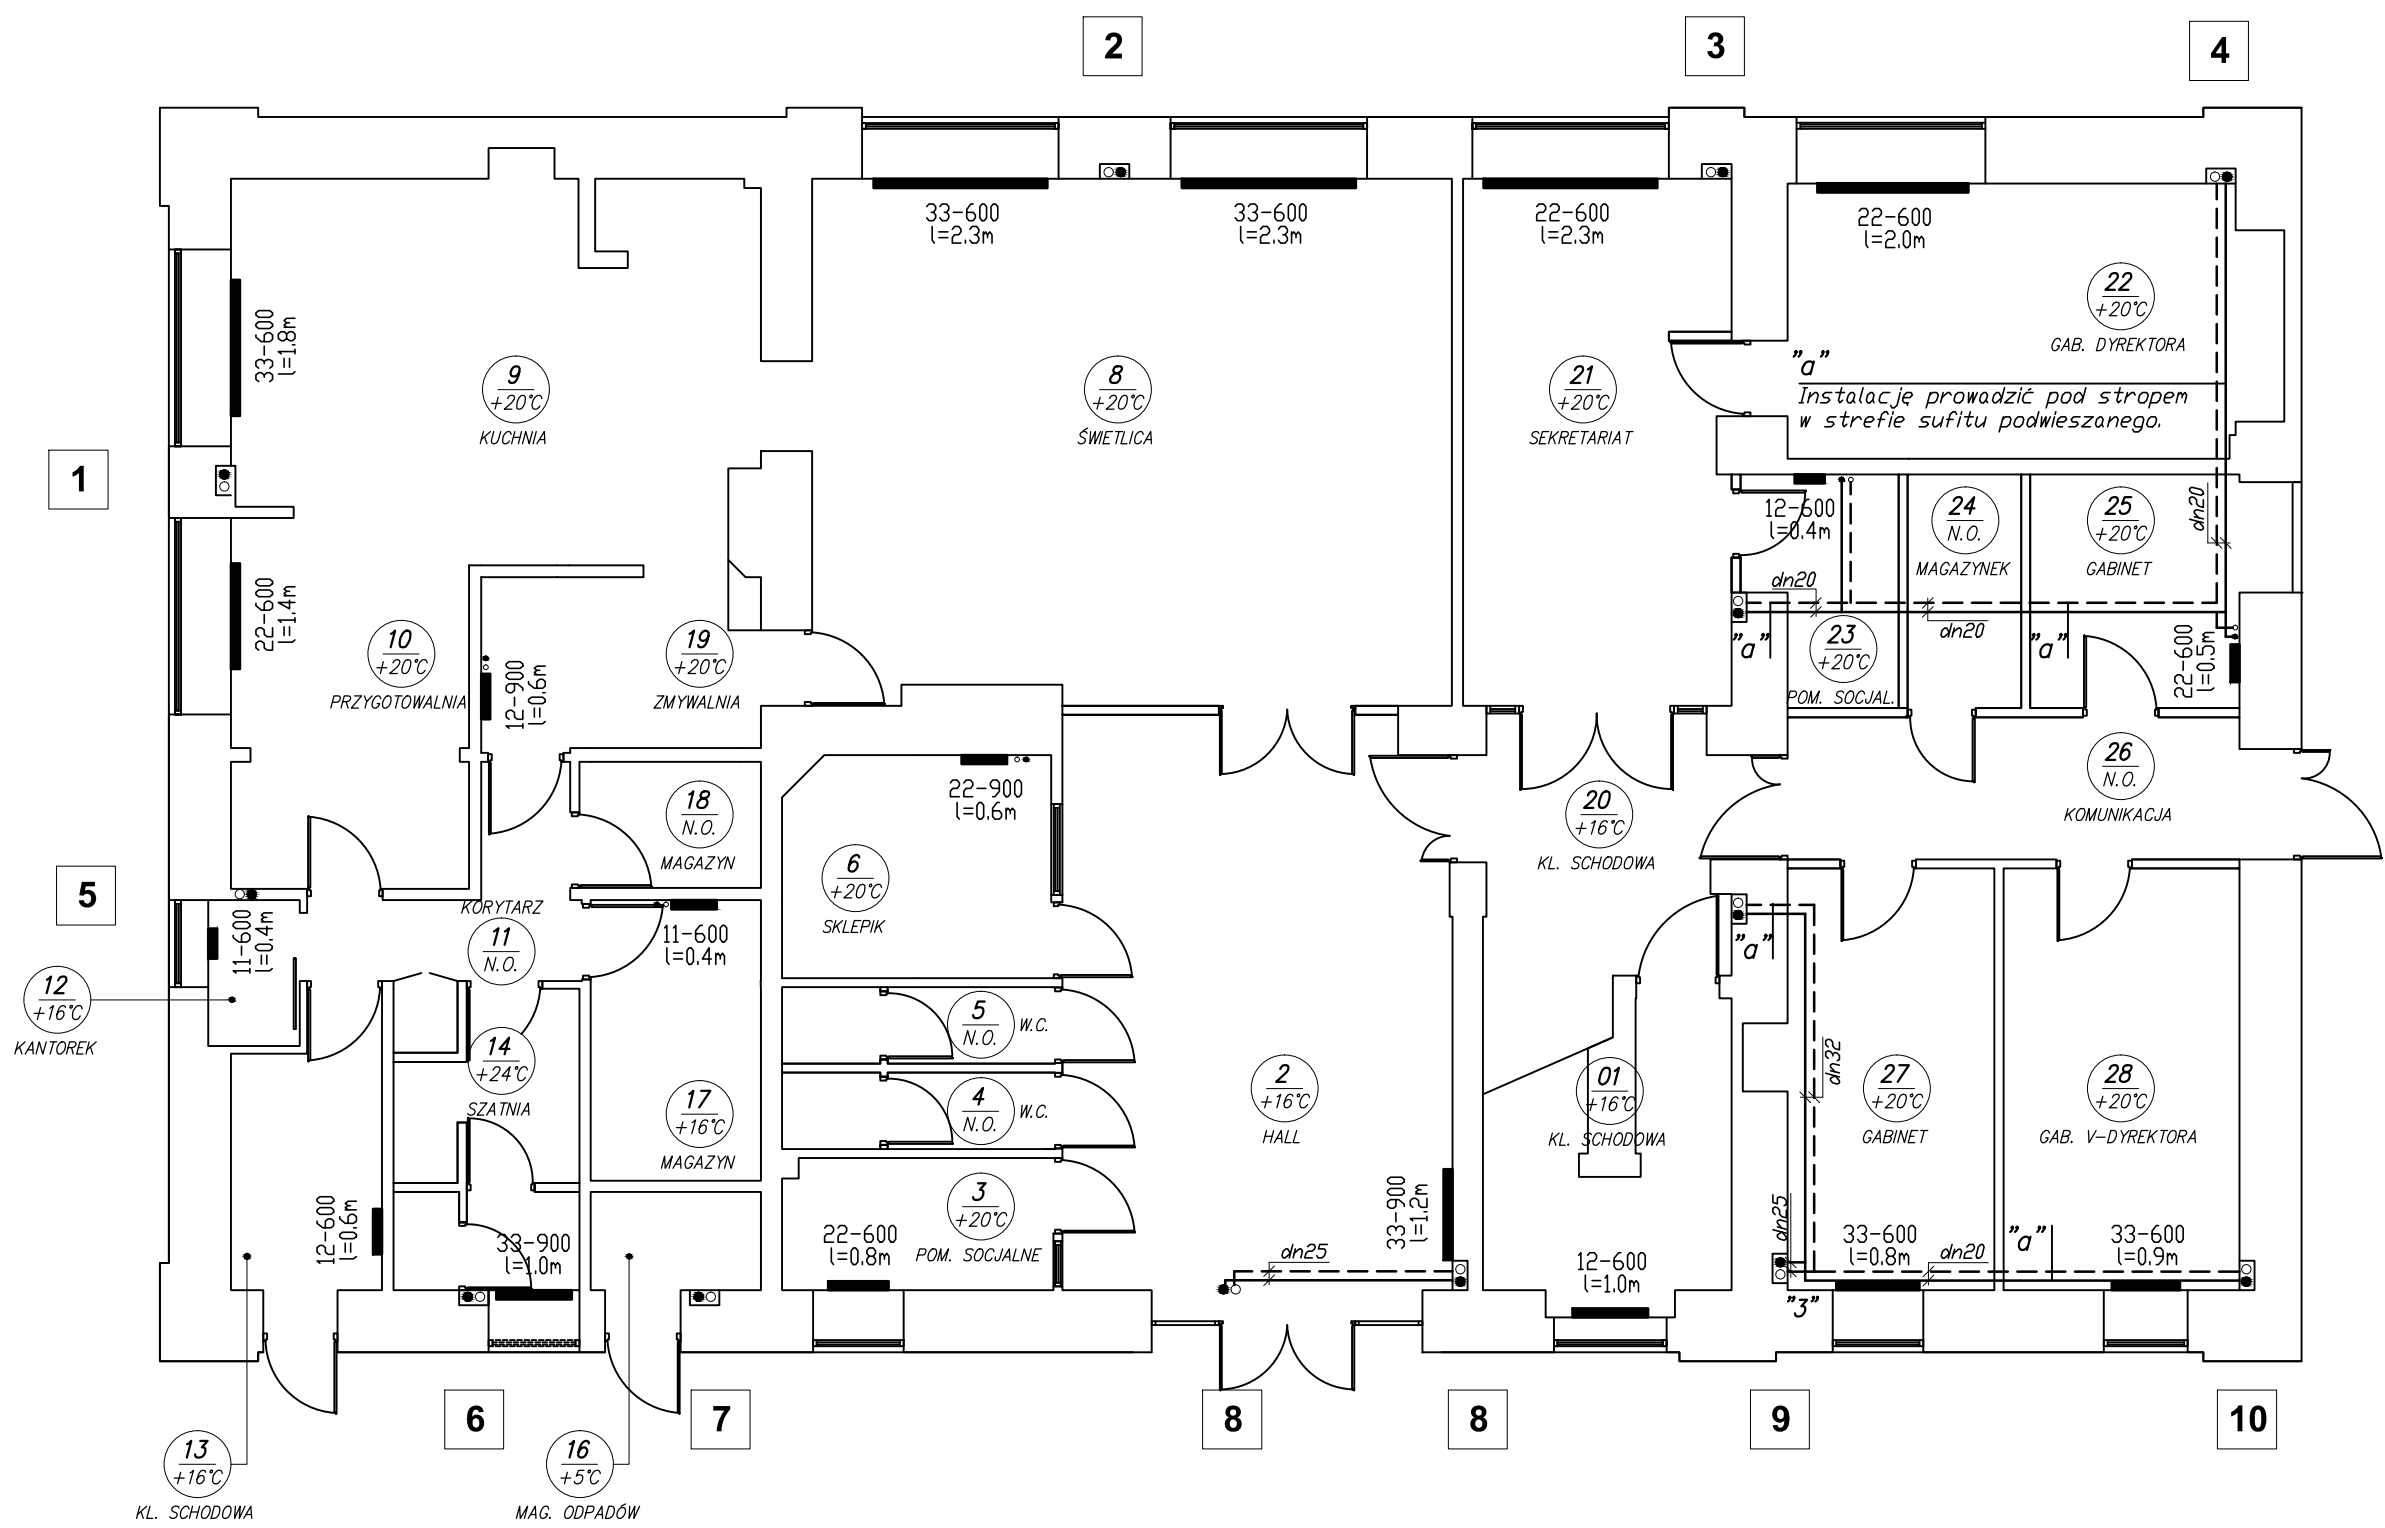 2
3
4
33-600
l=2.3m
33-600
l=2.3m
22-600
l=2.3m
22-600
l=2.0m
33-600
l=1.8m
9
+20°C
KUCHNIA
8
+20°C
ŚWIETLICA
21
+20°C
SEKRETARIAT
22
+20°C
GAB. DYREKTORA
"a"
Instalację prowadzić pod stropem
w strefie sufitu podwieszanego.
1
12-600
l=0.4m
24
N.O.
MAGAZYNEK
25
+20°C
GABINET
dn20
dn20
dn20
22-600
l=1.4m
10
+20°C
PRZYGOTOWALNIA
12-900
l=0.6m
19
+20°C
ZMYWALNIA
"a"
23
+20°C
POM. SOCJAL.
"a"
22-600
l=0.5m
18
N.O.
MAGAZYN
22-900
l=0.6m
20
+16°C
KL. SCHODOWA
26
N.O.
KOMUNIKACJA
5
6
+20°C
SKLEPIK
KORYTARZ
11
N.O.
11-600
l=0.4m
11-600
l=0.4m
"a"
12
+16°C
KANTOREK
5
N.O.
W.C.
14
+24°C
SZATNIA
17
+16°C
MAGAZYN
4
N.O.
W.C.
2
+16°C
HALL
01
+16°C
KL. SCHODOWA
dn32
27
+20°C
GABINET
28
+20°C
GAB. V-DYREKTORA
12-600
l=0.6m
33-900
l=1.0m
22-600
l=0.8m
3
+20°C
POM. SOCJALNE
dn25
33-900
l=1.2m
12-600
l=1.0m
dn25
33-600
l=0.8m
dn20
"a"
33-600
l=0.9m
"3"
6
7
8
8
9
10
13
+16°C
KL. SCHODOWA
16
+5°C
MAG. ODPADÓW